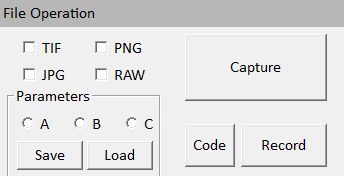 File Operation
TIF PNG
JPG RAW
Capture
Parameters
A B C
Save Load
Code Record